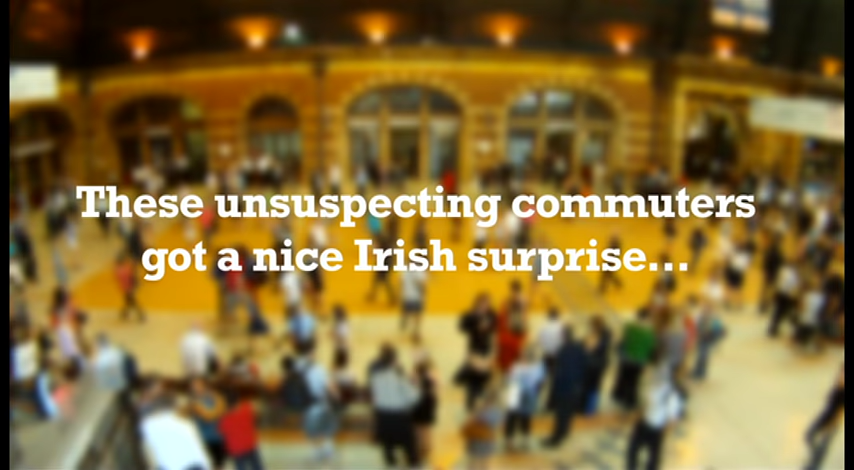 These unsuspecting commuters
got a nice Irish surprise...